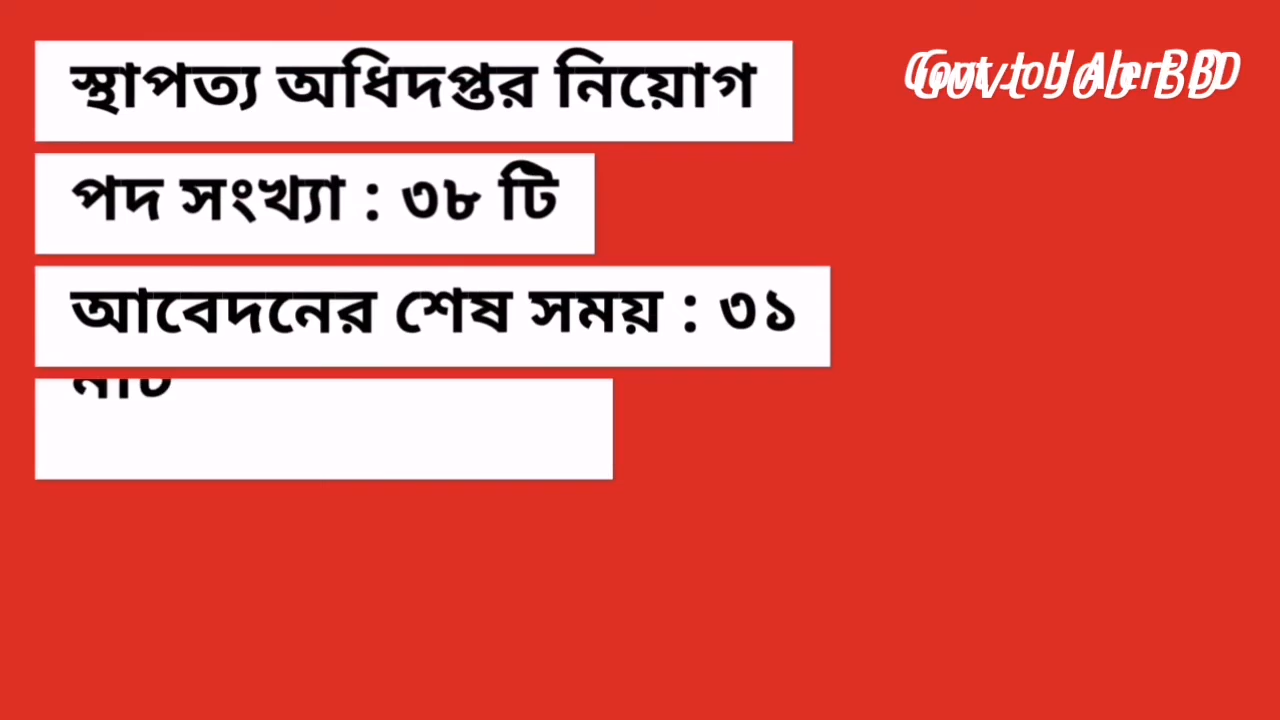 স্থাপত্য অধিদপ্তর নিয়োগ
পদ সংখ্যা : ৩৮ টি
আবেদনের শেষ সময় : ৩১